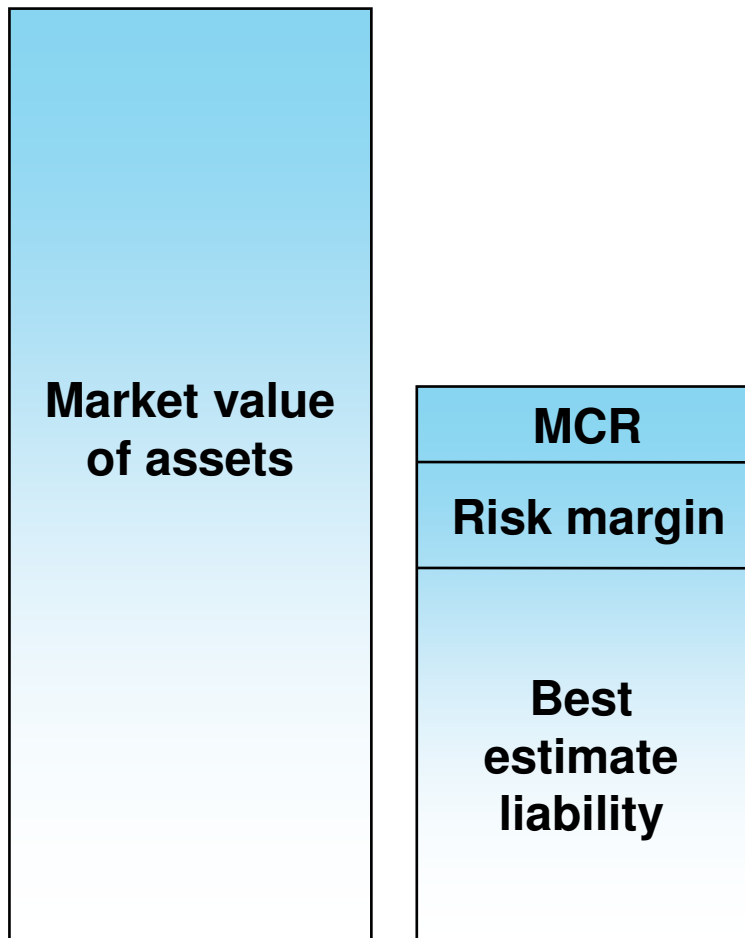 Market value
of assets
MCR
Risk margin
Best
estimate
liability